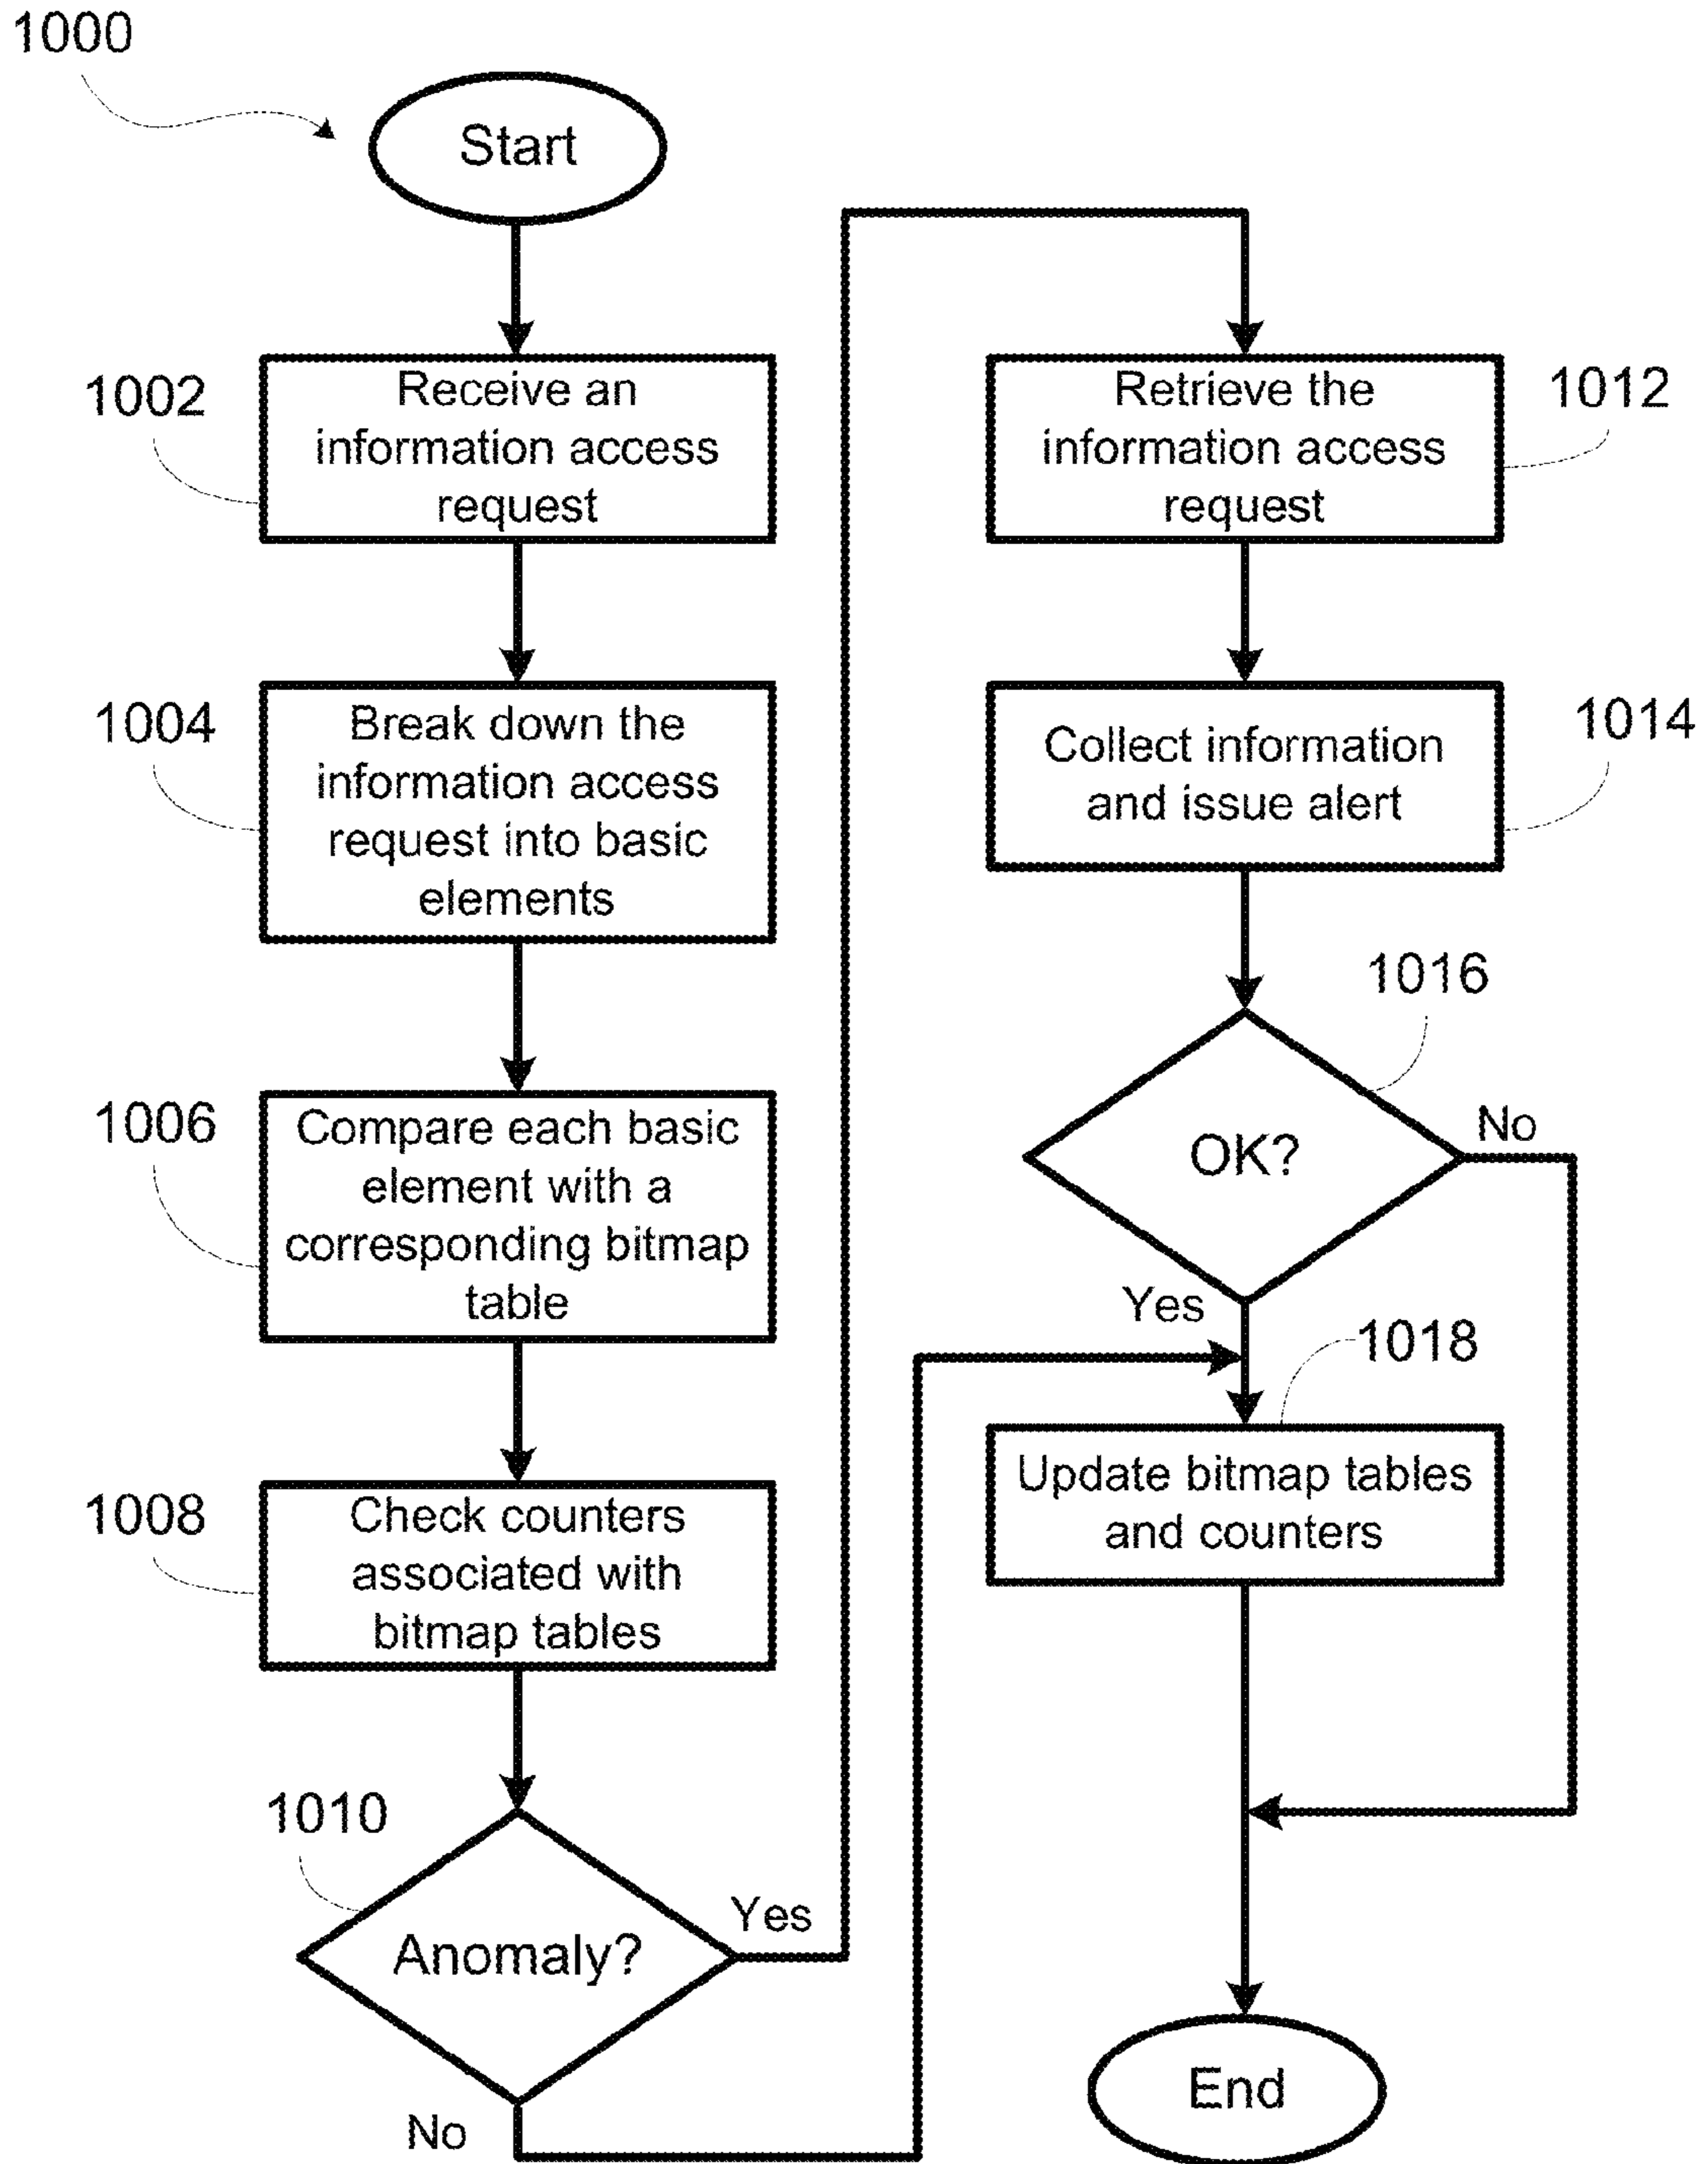 1000
Start
1002
Receive an
information access
request
1004
Break down the
information access
request into basic
elements
1006
Compare each basic
element with a
corresponding bitmap
table
1008
Check counters
associated with
bitmap tables
1010
Anomaly?
Yes
No
Retrieve the
information access
request
1012
Collect information
and issue alert
1014
1016
OK?
No
Yes
1018
Update bitmap tables
and counters
End